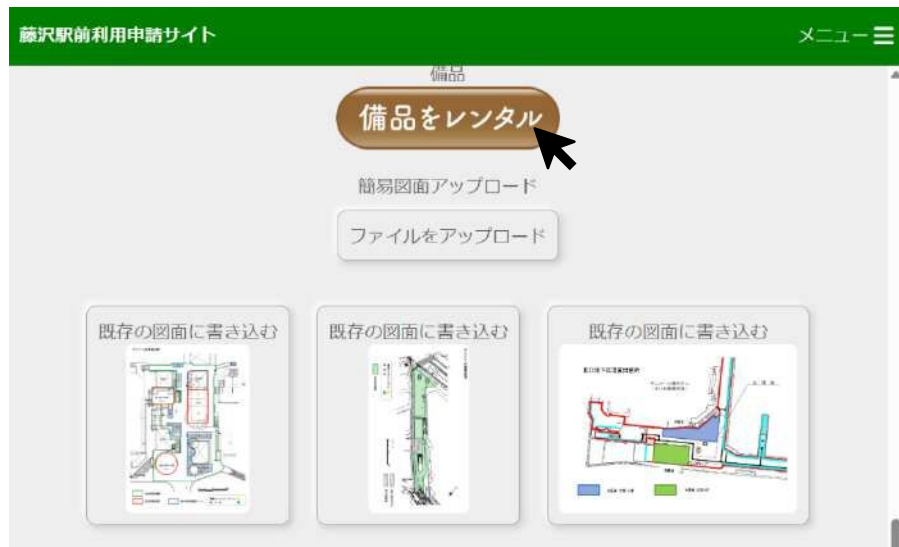 藤沢駅前利用申請サイト
メニュー
備品
備品をレンタル
簡易図面アップロード
ファイルをアップロード
既存の図面に書き込む
既存の図面に書き込む
既存の図面に書き込む